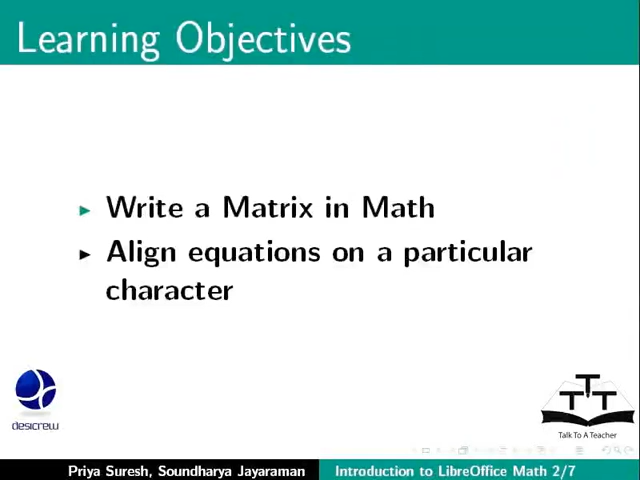 Learning Objectives
Write a Matrix in Math
Align equations on a particular
character
desicrew
T T T
Talk To A Teacher
Priya Suresh, Soundharya Jayaraman
Introduction to LibreOffice Math 2/7